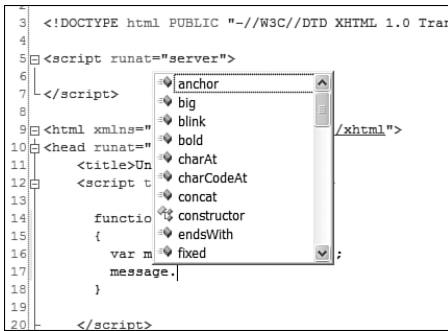 2
3 <!DOCTYPE html PUBLIC "-//W3C//DTD XHTML 1.0 Tran
4
5 <script runat="server">
6
7 </script>
8
9 <html xmlns=" /xhtml">
10 <head runat="
11 <title>Un
12 <script t
13
14 functio
15 {
16 var m ;
17 message.
18 }
19
20 </script>
anchor
big
blink
bold
charAt
charCodeAt
concat
constructor
endsWith
fixed